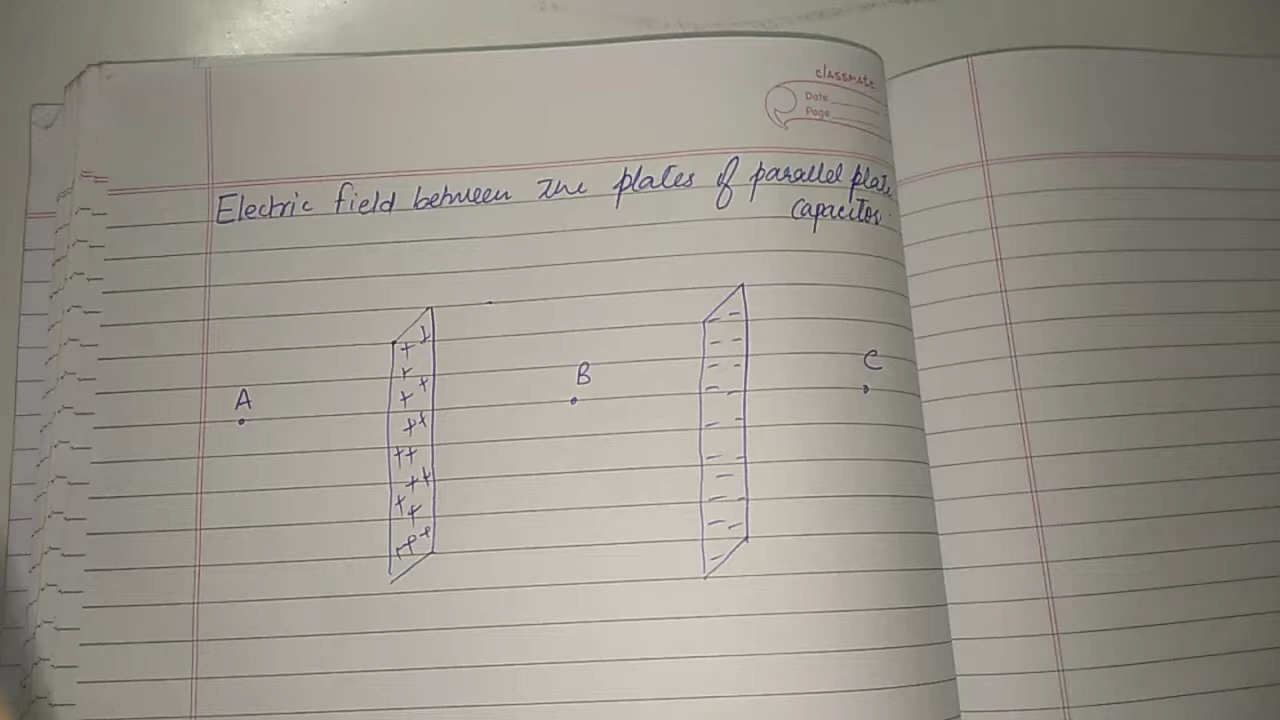 classmate
Date
Page
Electric field between the plates of parallel plate
capacitor.
A
B
C